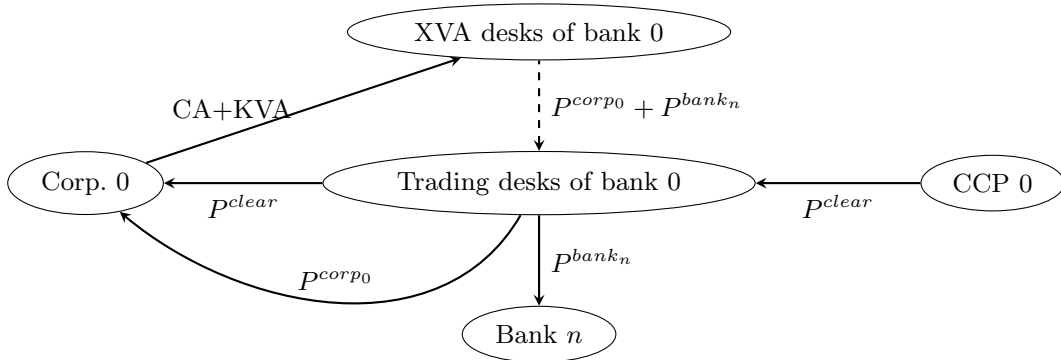 XVA desks of bank 0
CA+KVA
$P^{corp_0} + P^{bank_n}$
Corp. 0
Trading desks of bank 0
CCP 0
$P^{clear}$
$P^{clear}$
$P^{corp_0}$
$P^{bank_n}$
Bank $n$